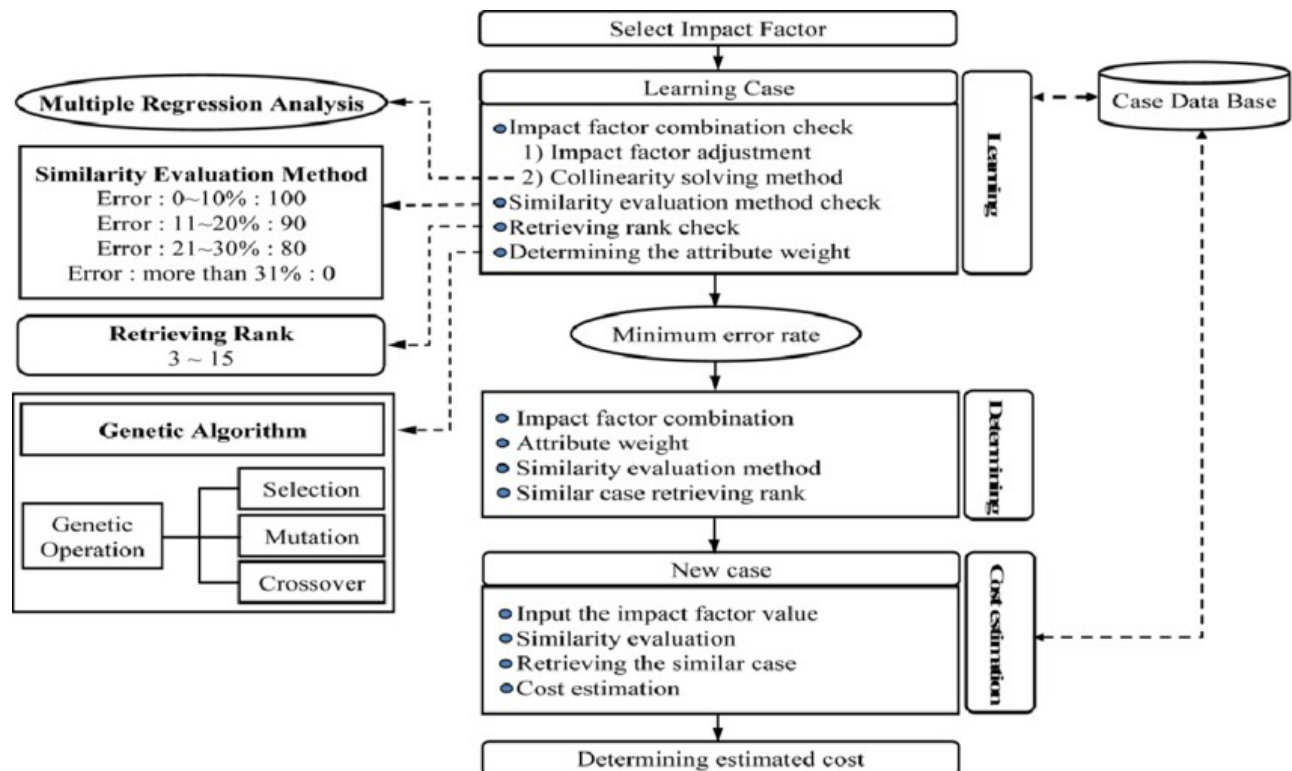 Select Impact Factor
Learning Case
Impact factor combination check
1) Impact factor adjustment
2) Collinearity solving method
Similarity evaluation method check
Retrieving rank check
Determining the attribute weight
Learning
Case Data Base
Multiple Regression Analysis
Similarity Evaluation Method
Error : 0~10% : 100
Error : 11~20% : 90
Error : 21~30% : 80
Error : more than 31% : 0
Retrieving Rank
3 ~ 15
Genetic Algorithm
Genetic
Operation
Selection
Mutation
Crossover
Minimum error rate
Impact factor combination
Attribute weight
Similarity evaluation method
Similar case retrieving rank
Determining
New case
Input the impact factor value
Similarity evaluation
Retrieving the similar case
Cost estimation
Cost estimation
Determining estimated cost